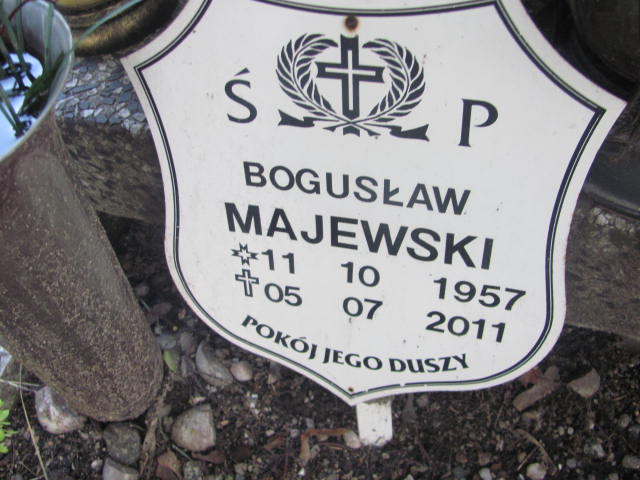 Ś P
BOGUSŁAW
MAJEWSKI
11 10 1957
05 07 2011
POKÓJ JEGO DUSZY